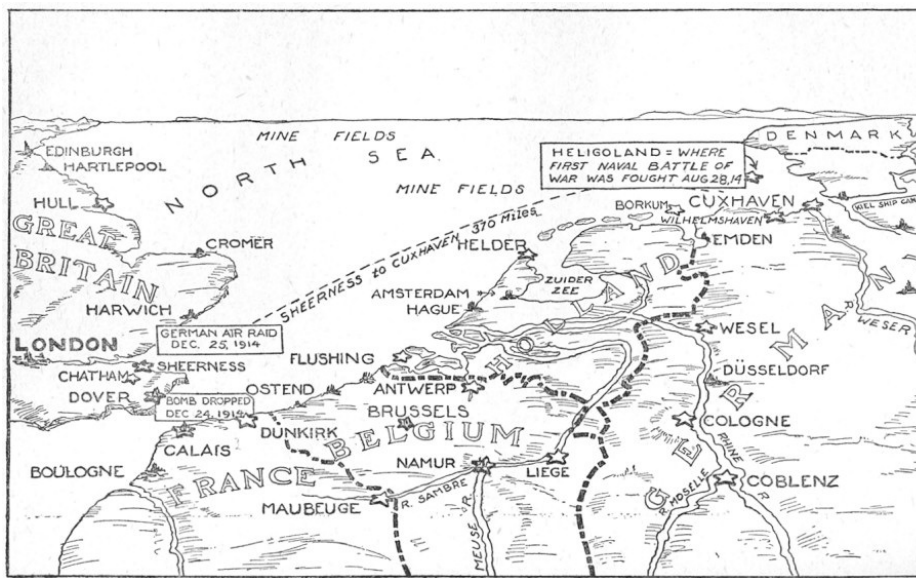 MINE FIELDS
NORTH SEA
MINE FIELDS
DENMARK
HELIGOLAND = WHERE
FIRST NAVAL BATTLE OF
WAR WAS FOUGHT AUG 28, 14
EDINBURGH
HARTLEPOOL
HULL
GREAT
BRITAIN
CROMER
HARWICH
SHEERNESS to CUXHAVEN 370 MILES
BORKUM
CUXHAVEN
WILHELMSHAVEN
KIEL SHIP CAN
EMDEN
HELDER
ZUIDER
ZEE
AMSTERDAM
HAGUE
HOLLAND
R. WESER
WESEL
GERMAN AIR RAID
DEC. 25, 1914
LONDON
SHEERNESS
CHATHAM
DOVER
BOMB DROPPED
DEC 24, 1914
FLUSHING
OSTEND
ANTWERP
BRUSSELS
DÜSSELDORF
COLOGNE
GERMAN
CALAIS
DUNKIRK
BELGIUM
BOULOGNE
FRANCE
NAMUR
LIEGE
MAUBEUGE
R. SAMBRE
MEUSE R.
RHINE R
R. MOSELLE
COBLENZ